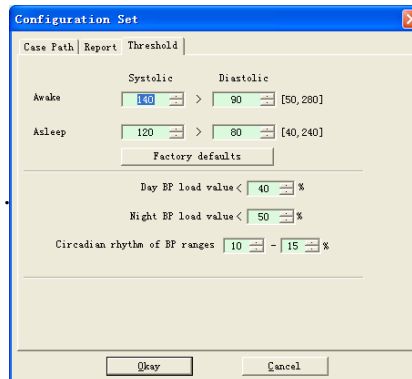 Configuration Set
Case Path Report Threshold
Systolic Diastolic
Awake 140 > 90 [50,280]
Asleep 120 > 80 [40,240]
Factory defaults
Day BP load value< 40 %
Night BP load value< 50 %
Circadian rhythm of BP ranges 10 - 15 %
Okay Cancel